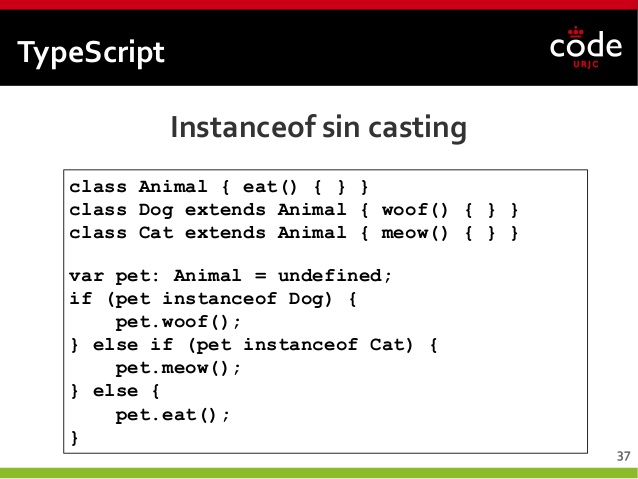 TypeScript
code
URJC
Instanceof sin casting
class Animal { eat() { } }
class Dog extends Animal { woof() { } }
class Cat extends Animal { meow() { } }
var pet: Animal = undefined;
if (pet instanceof Dog) {
    pet.woof();
} else if (pet instanceof Cat) {
    pet.meow();
} else {
    pet.eat();
}
37